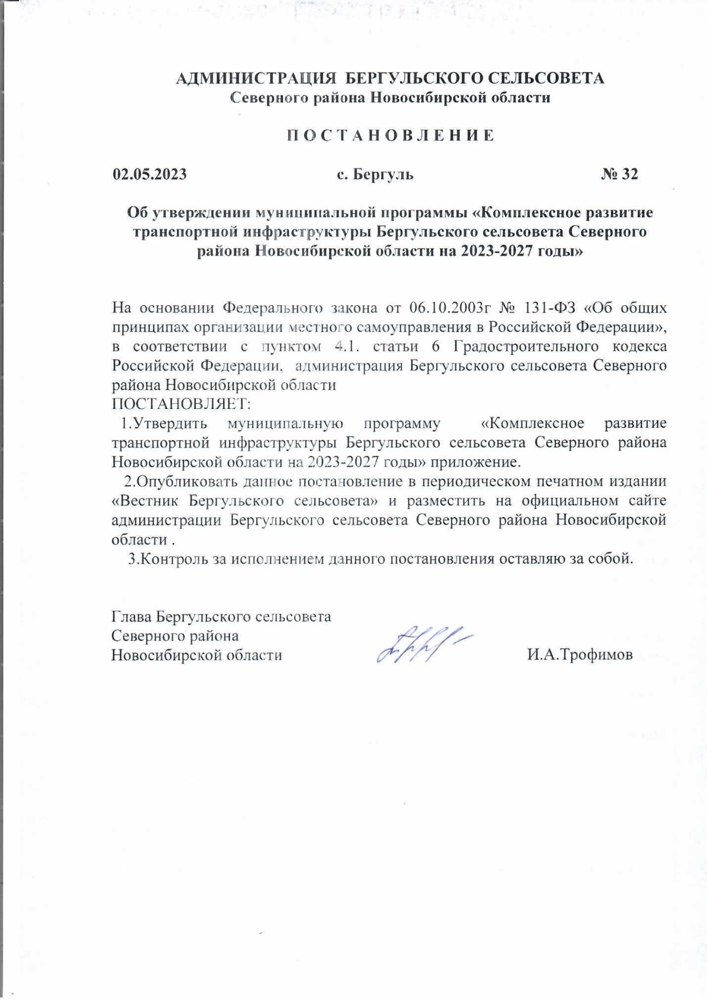 АДМИНИСТРАЦИЯ БЕРГУЛЬСКОГО СЕЛЬСОВЕТА
Северного района Новосибирской области
П О С Т А Н О В Л Е Н И Е
02.05.2023 с. Бергуль № 32
Об утверждении муниципальной программы «Комплексное развитие
транспортной инфраструктуры Бергульского сельсовета Северного
района Новосибирской области на 2023-2027 годы»
На основании Федерального закона от 06.10.2003г № 131-ФЗ «Об общих
принципах организации местного самоуправления в Российской Федерации»,
в соответствии с пунктом 4.1. статьи 6 Градостроительного кодекса
Российской Федерации, администрация Бергульского сельсовета Северного
района Новосибирской области
ПОСТАНОВЛЯЕТ:
1.Утвердить муниципальную программу «Комплексное развитие
транспортной инфраструктуры Бергульского сельсовета Северного района
Новосибирской области на 2023-2027 годы» приложение.
2.Опубликовать данное постановление в периодическом печатном издании
«Вестник Бергульского сельсовета» и разместить на официальном сайте
администрации Бергульского сельсовета Северного района Новосибирской
области .
3.Контроль за исполнением данного постановления оставляю за собой.
Глава Бергульского сельсовета
Северного района
Новосибирской области И.А.Трофимов